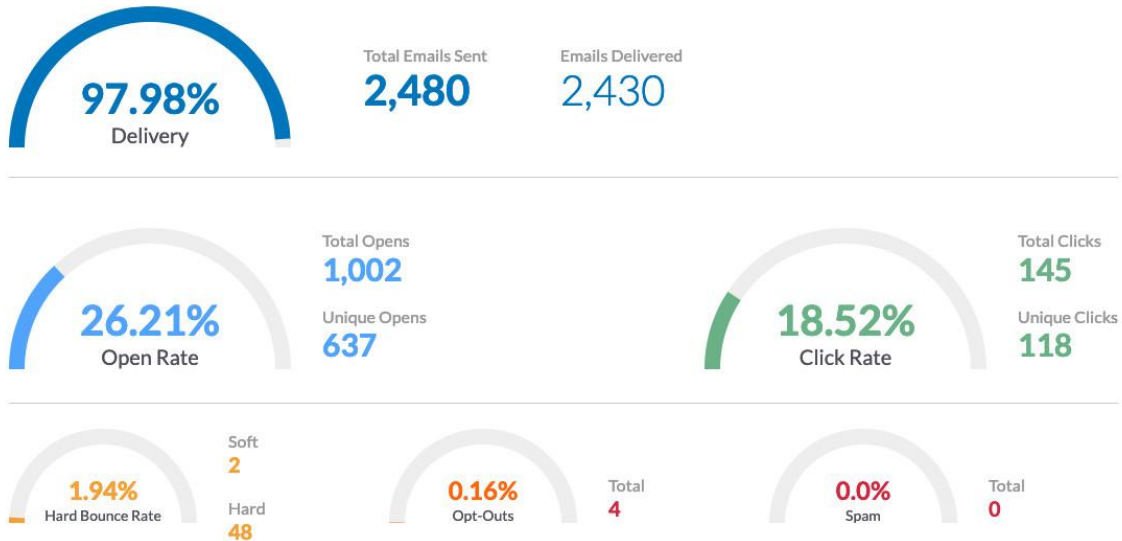 97.98%
Delivery
Total Emails Sent
2,480
Emails Delivered
2,430
26.21%
Open Rate
Total Opens
1,002
Unique Opens
637
18.52%
Click Rate
Total Clicks
145
Unique Clicks
118
1.94%
Hard Bounce Rate
Soft
2
Hard
48
0.16%
Opt-Outs
Total
4
0.0%
Spam
Total
0